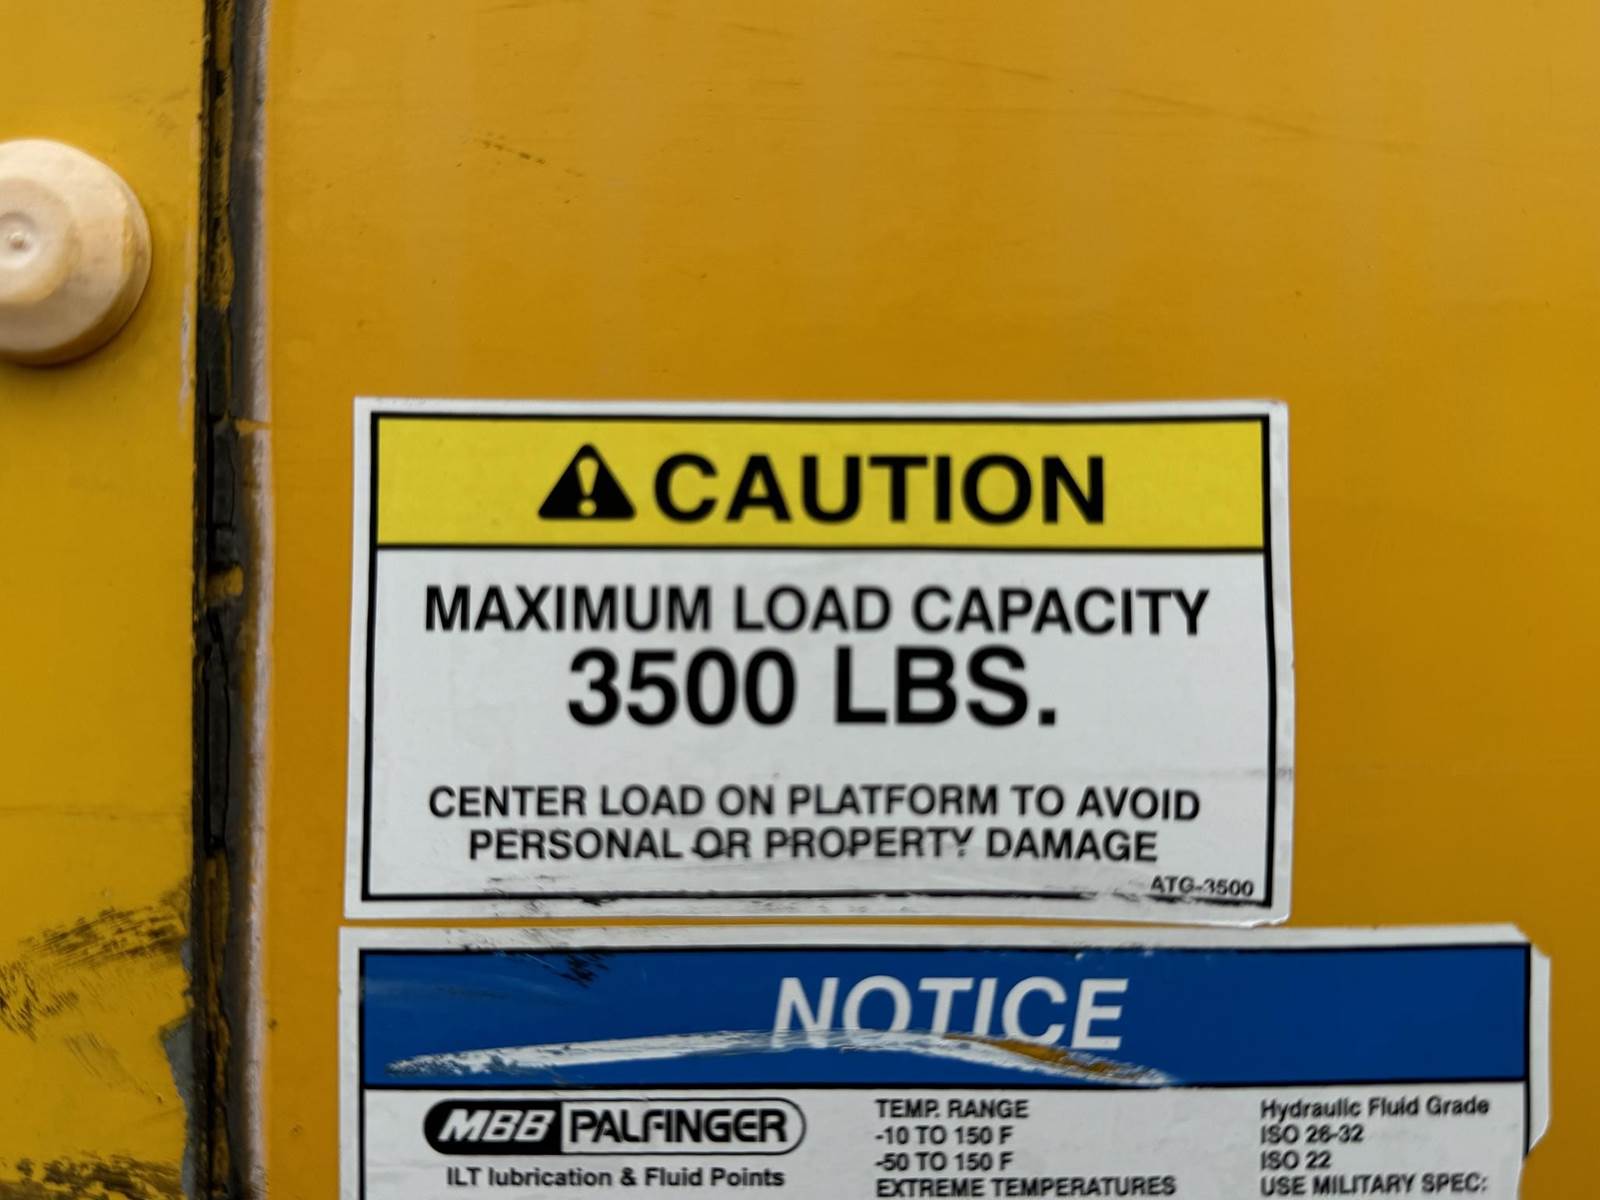 CAUTION
MAXIMUM LOAD CAPACITY
3500 LBS.
CENTER LOAD ON PLATFORM TO AVOID
PERSONAL OR PROPERTY DAMAGE
ATG-3500
NOTICE
MBB PALFINGER
ILT lubrication & Fluid Points
TEMP. RANGE
-10 TO 150 F
-50 TO 150 F
EXTREME TEMPERATURES
Hydraulic Fluid Grade
ISO 26-32
ISO 22
USE MILITARY SPEC: